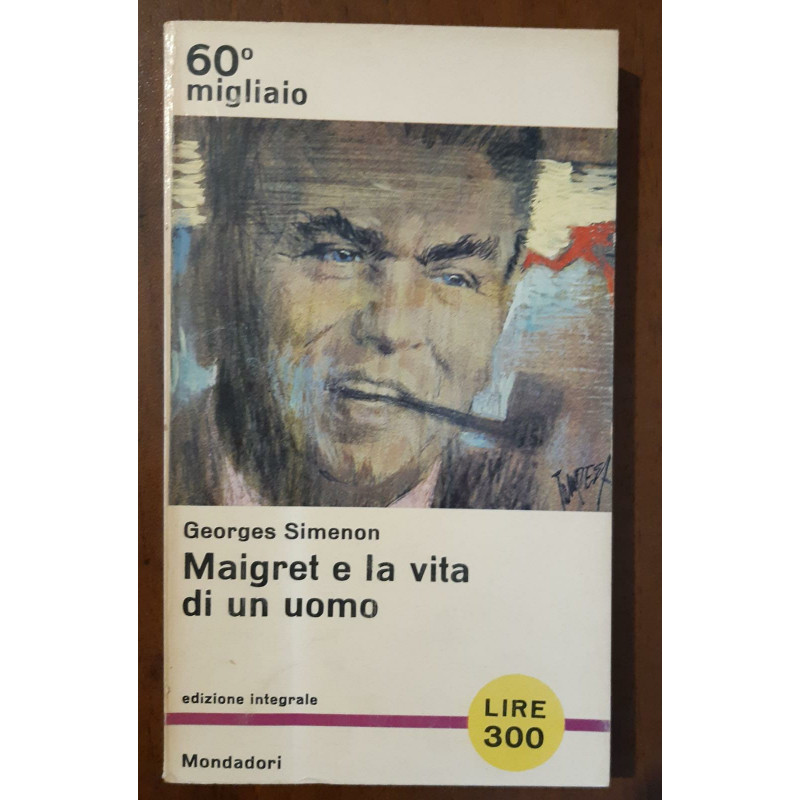 60º
migliaio
Georges Simenon
Maigret e la vita
di un uomo
edizione integrale
LIRE
300
Mondadori